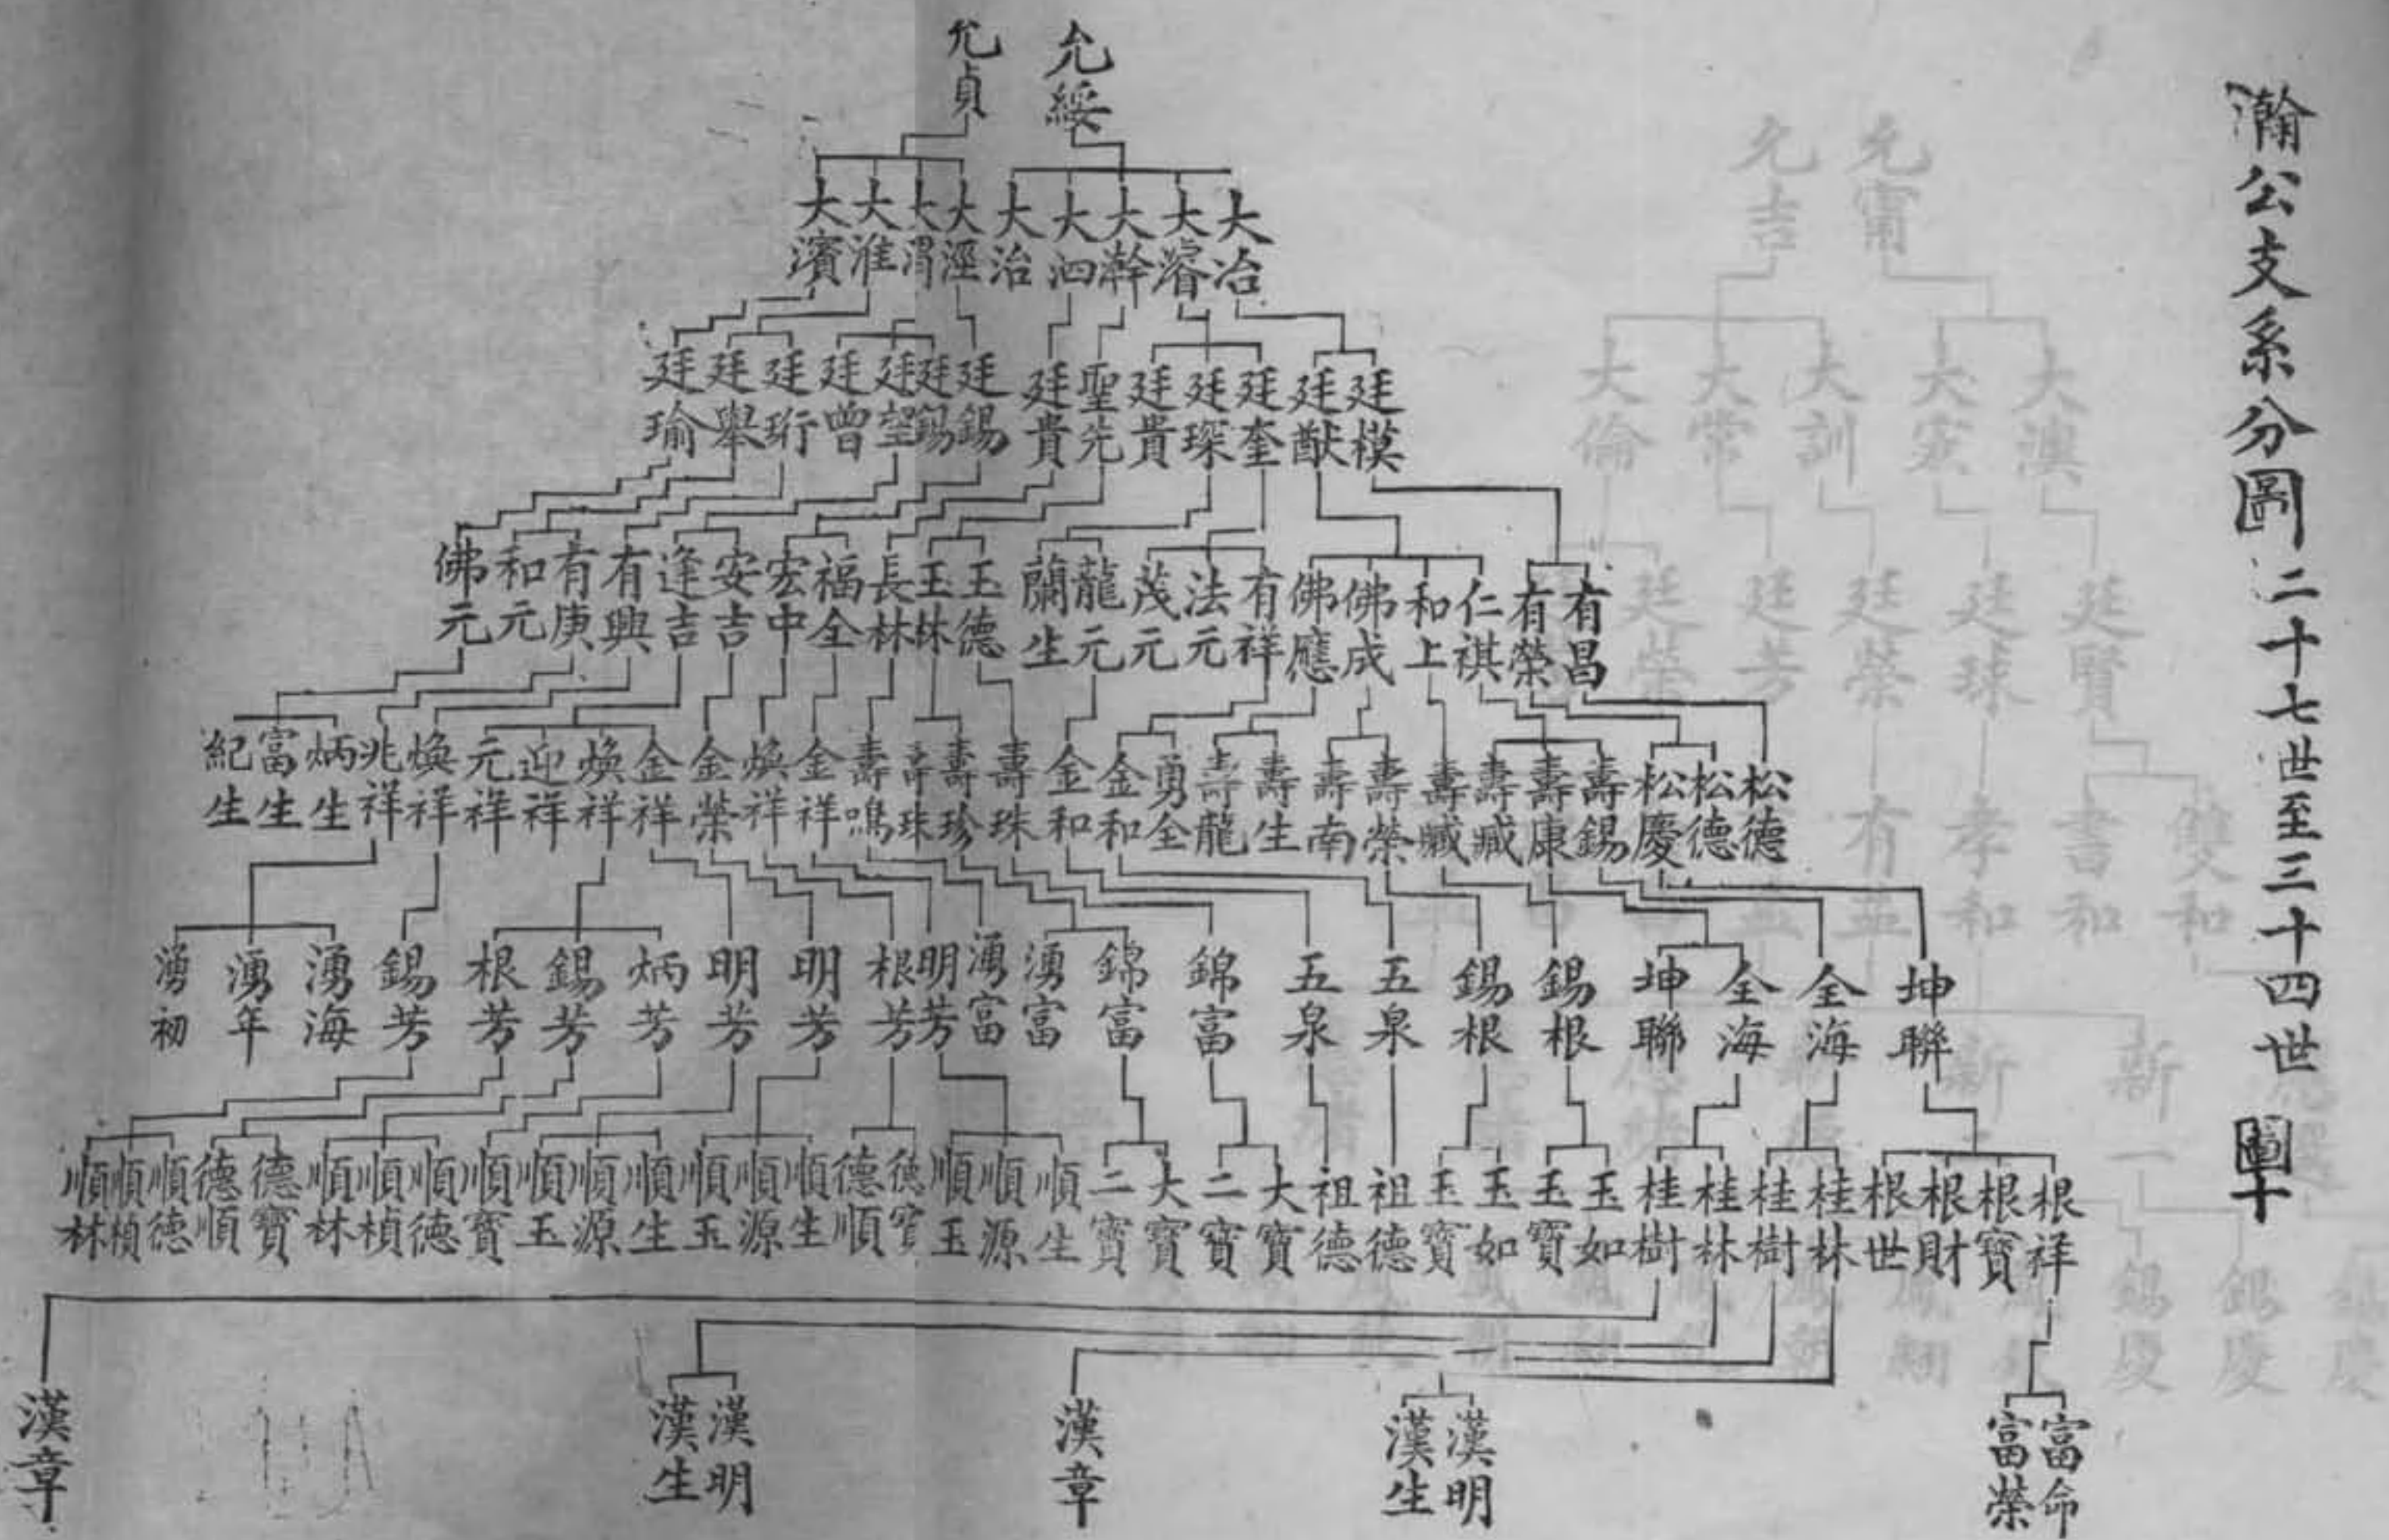 瀚公支系分圖 二十七世至三十四世 圖十
允綏 允貞
大冶 大濬 大澣 大泗 大治 大涇 大渭 大淮 大濱
廷模 廷猷 廷奎 廷琛 廷貴 聖先 廷貴 廷錫 廷錫 廷望 廷曾 廷珩 廷舉 廷瑜
有昌 有榮 仁祺 和上 佛成 佛應 有祥 法元 茂元 龍元 蘭生 玉德 玉林 長林 福全 宏中 安吉 逢吉 有興 有庚 和元 佛元
松德 松德 松慶 壽錫 壽康 壽臧 壽臧 壽榮 壽南 壽生 壽龍 勇全 金和 金和 壽珠 壽珍 壽珠 壽鳴 金祥 煥祥 金榮 金祥 煥祥 迎祥 元祥 煥祥 兆祥 炳生 富生 紀生
坤聯 全海 全海 坤聯 錫根 錫根 五泉 五泉 錦富 錦富 湧富 湧富 明芳 根芳 明芳 明芳 炳芳 錫芳 根芳 錫芳 湧海 湧年 湧初
根祥 根寶 根財 根世 桂林 桂樹 桂林 桂樹 玉如 玉寶 玉如 玉寶 祖德 祖德 大寶 二寶 大寶 二寶 順生 順源 順玉 德寶 德順 順生 順源 順玉 順生 順源 順玉 順寶 順德 順楨 順林 德寶 德順 順德 順楨 順林
富命 富榮 漢明 漢生 漢章 漢明 漢生 漢章